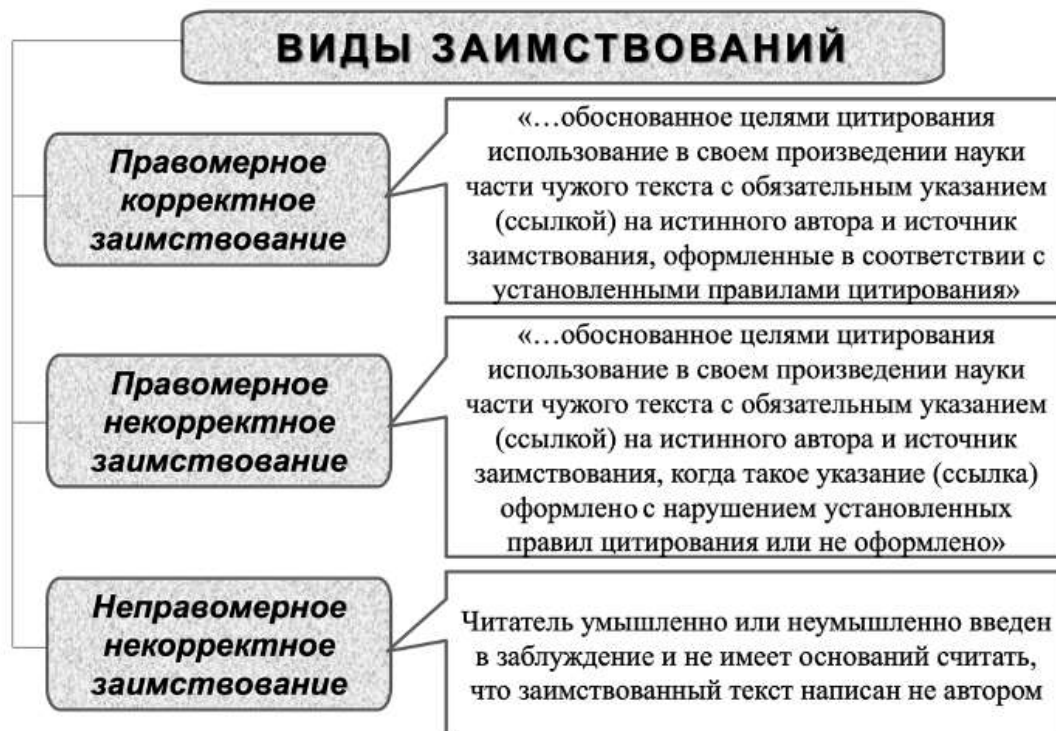 ВИДЫ ЗАИМСТВОВАНИЙ
Правомерное
корректное
заимствование
«…обоснованное целями цитирования
использование в своем произведении науки
части чужого текста с обязательным указанием
(ссылкой) на истинного автора и источник
заимствования, оформленные в соответствии с
установленными правилами цитирования»
Правомерное
некорректное
заимствование
«…обоснованное целями цитирования
использование в своем произведении науки
части чужого текста с обязательным указанием
(ссылкой) на истинного автора и источник
заимствования, когда такое указание (ссылка)
оформлено с нарушением установленных
правил цитирования или не оформлено»
Неправомерное
некорректное
заимствование
Читатель умышленно или неумышленно введен
в заблуждение и не имеет оснований считать,
что заимствованный текст написан не автором